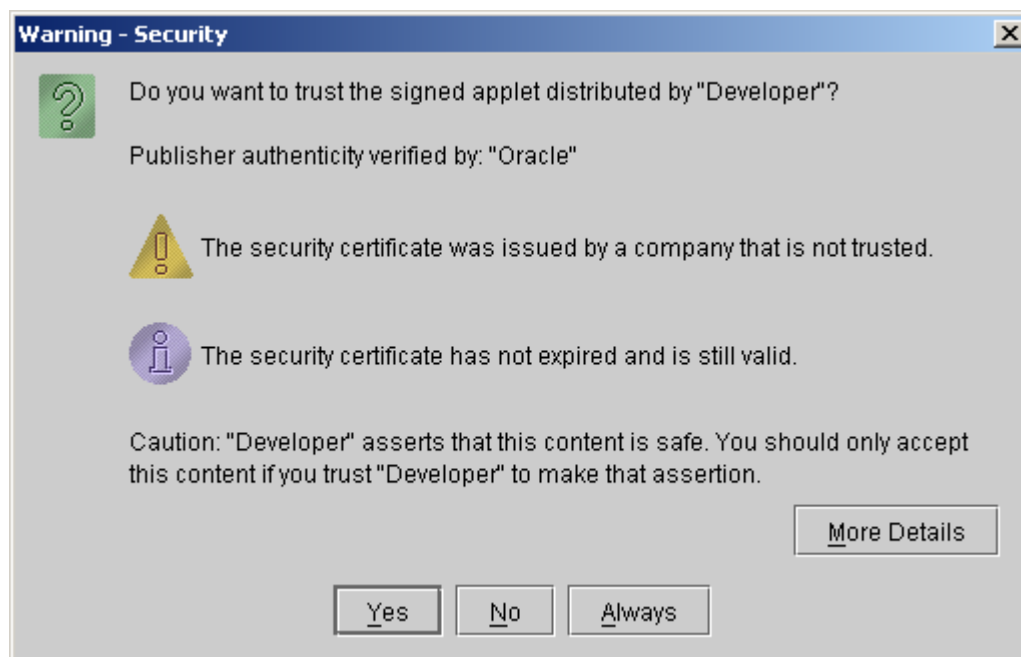 Warning - Security
Do you want to trust the signed applet distributed by "Developer"?
Publisher authenticity verified by: "Oracle"
The security certificate was issued by a company that is not trusted.
The security certificate has not expired and is still valid.
Caution: "Developer" asserts that this content is safe. You should only accept
this content if you trust "Developer" to make that assertion.
More Details
Yes No Always